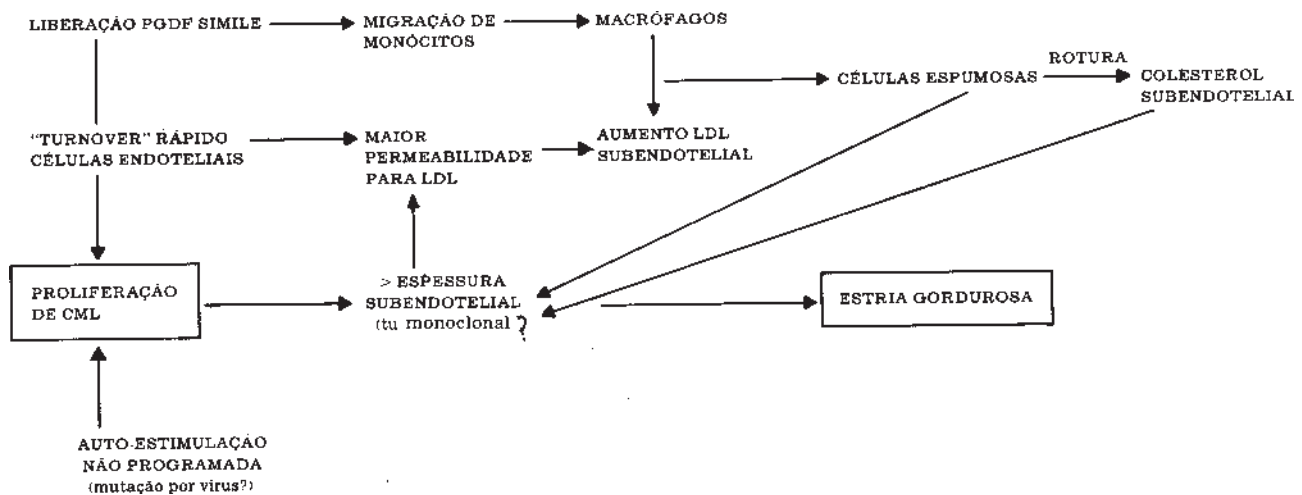 LIBERAÇÃO PGDF SIMILE
MIGRAÇÃO DE
MONÓCITOS
MACRÓFAGOS
CÉLULAS ESPUMOSAS
ROTURA
COLESTEROL
SUBENDOTELIAL
"TURNOVER" RÁPIDO
CÉLULAS ENDOTELIAIS
MAIOR
PERMEABILIDADE
PARA LDL
AUMENTO LDL
SUBENDOTELIAL
PROLIFERAÇÃO
DE CML
> ESPESSURA
SUBENDOTELIAL
(tu monoclonal ?
ESTRIA GORDUROSA
AUTO-ESTIMULAÇÃO
NÃO PROGRAMADA
(mutação por vírus?)